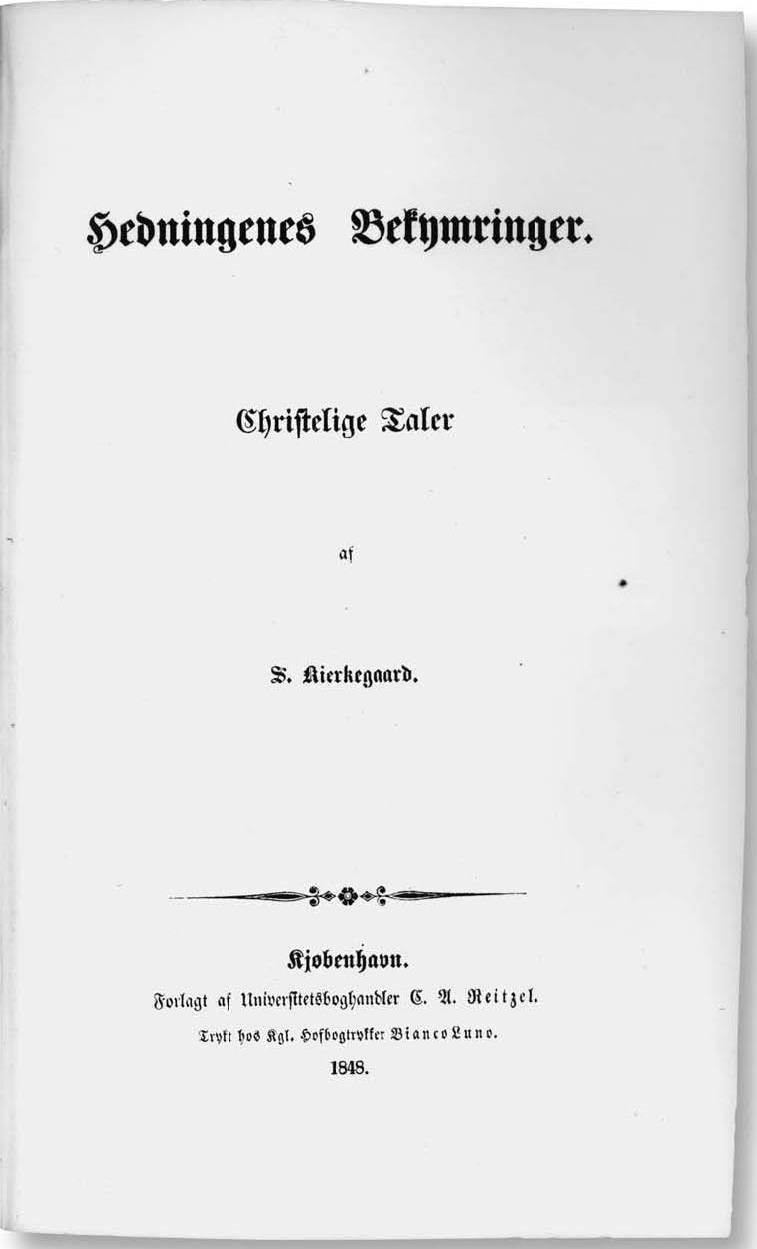 Hedningenes Bekymringer.
Christelige Taler
af
S. Kierkegaard.
Kjøbenhavn.
Forlagt af Universitetsboghandler C. A. Reitzel.
Trykt hos Kgl. Hofbogtrykker Bianco Luno.
1848.